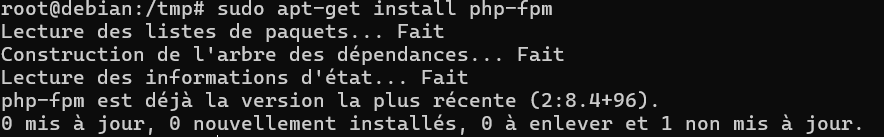 root@debian:/tmp# sudo apt-get install php-fpm
Lecture des listes de paquets... Fait
Construction de l'arbre des dépendances... Fait
Lecture des informations d'état... Fait
php-fpm est déjà la version la plus récente (2:8.4+96).
0 mis à jour, 0 nouvellement installés, 0 à enlever et 1 non mis à jour.